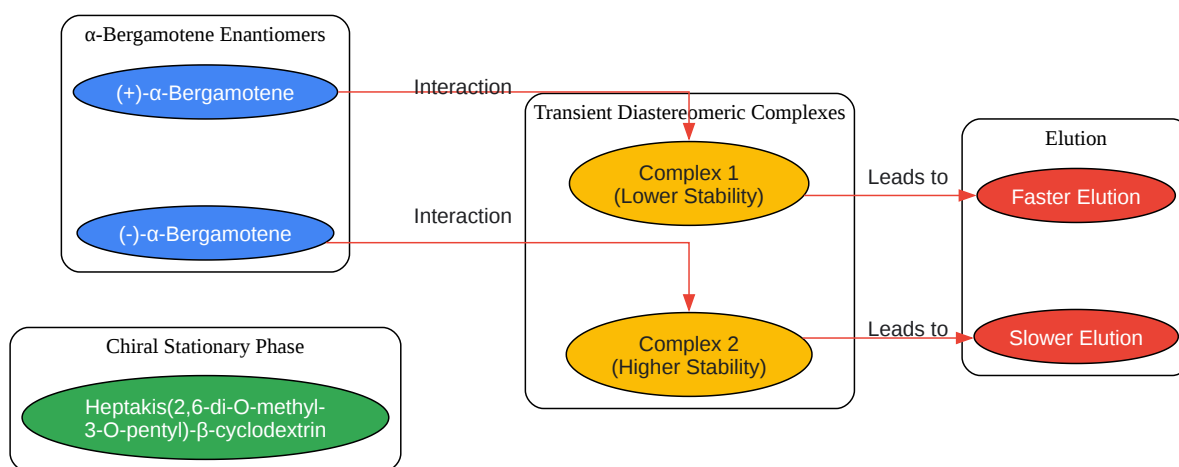 α-Bergamotene Enantiomers
(+)-α-Bergamotene
(-)-α-Bergamotene
Interaction
Interaction
Transient Diastereomeric Complexes
Complex 1
(Lower Stability)
Complex 2
(Higher Stability)
Leads to
Leads to
Elution
Faster Elution
Slower Elution
Chiral Stationary Phase
Heptakis(2,6-di-O-methyl-
3-O-pentyl)-β-cyclodextrin